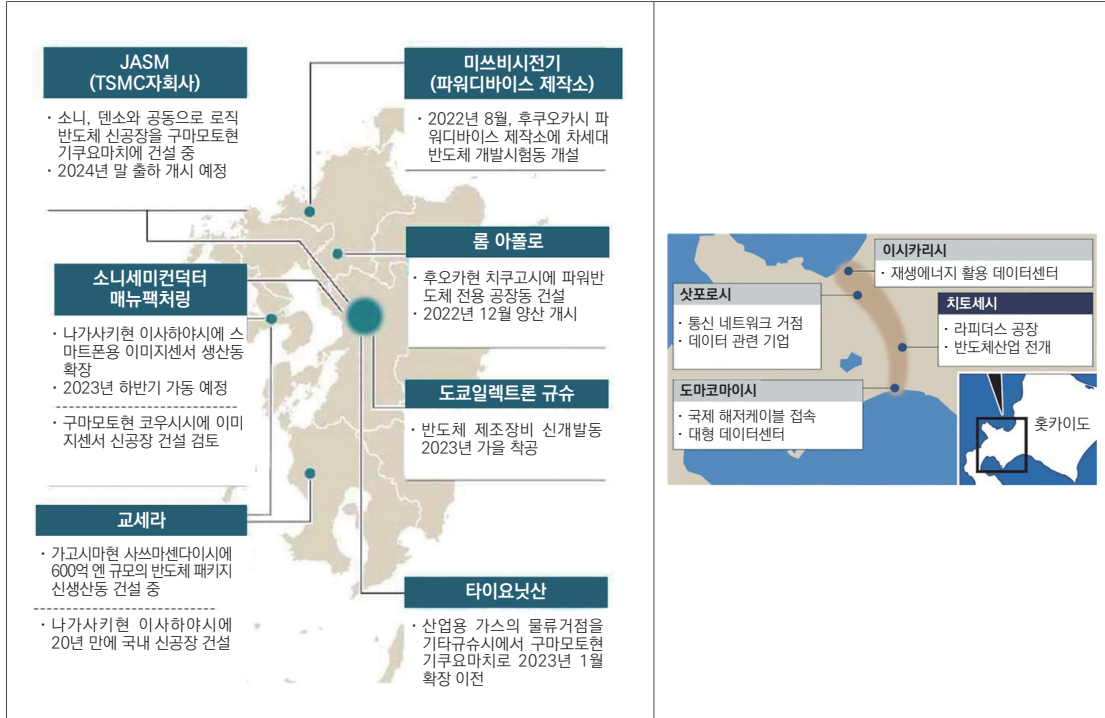 JASM
(TSMC자회사)
· 소니, 덴소와 공동으로 로직
반도체 신공장을 구마모토현
기쿠요마치에 건설 중
· 2024년 말 출하 개시 예정
소니세미컨덕터
매뉴팩처링
· 나가사키현 이사하야시에 스
마트폰용 이미지센서 생산동
확장
· 2023년 하반기 가동 예정
· 구마모토현 코우시시에 이미
지센서 신공장 건설 검토
교세라
· 가고시마현 사쓰마센다이시에
600억 엔 규모의 반도체 패키지
신생산동 건설 중
· 나가사키현 이사하야시에
20년 만에 국내 신공장 건설
미쓰비시전기
(파워디바이스 제작소)
· 2022년 8월, 후쿠오카시 파
워디바이스 제작소에 차세대
반도체 개발시험동 개설
롬 아폴로
· 후오카현 치쿠고시에 파워반
도체 전용 공장동 건설
· 2022년 12월 양산 개시
도쿄일렉트론 규슈
· 반도체 제조장비 신개발동
2023년 가을 착공
타이요닛산
· 산업용 가스의 물류거점을
기타규슈시에서 구마모토현
기쿠요마치로 2023년 1월
확장 이전
이시카리시
· 재생에너지 활용 데이터센터
삿포로시
· 통신 네트워크 거점
· 데이터 관련 기업
치토세시
· 라피더스 공장
· 반도체산업 전개
도마코마이시
· 국제 해저케이블 접속
· 대형 데이터센터
홋카이도